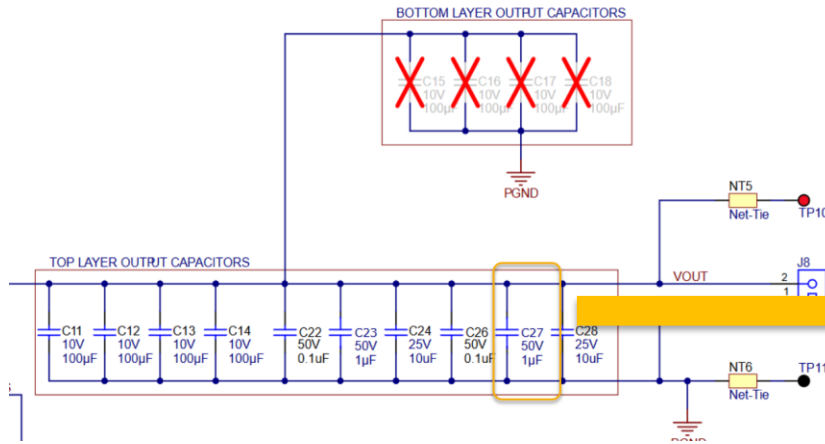 BOTTOM LAYER OUTPUT CAPACITORS
C15
10V
100µF
C16
10V
100µF
C17
10V
100µF
C18
10V
100µF
PGND
NT5
Net-Tie
TP10
TOP LAYER OUTPUT CAPACITORS
VOUT
J8
2
1
C11
10V
100µF
C12
10V
100µF
C13
10V
100µF
C14
10V
100µF
C22
50V
0.1uF
C23
50V
1µF
C24
25V
10uF
C26
50V
0.1uF
C27
50V
1µF
C28
25V
10uF
NT6
Net-Tie
TP11